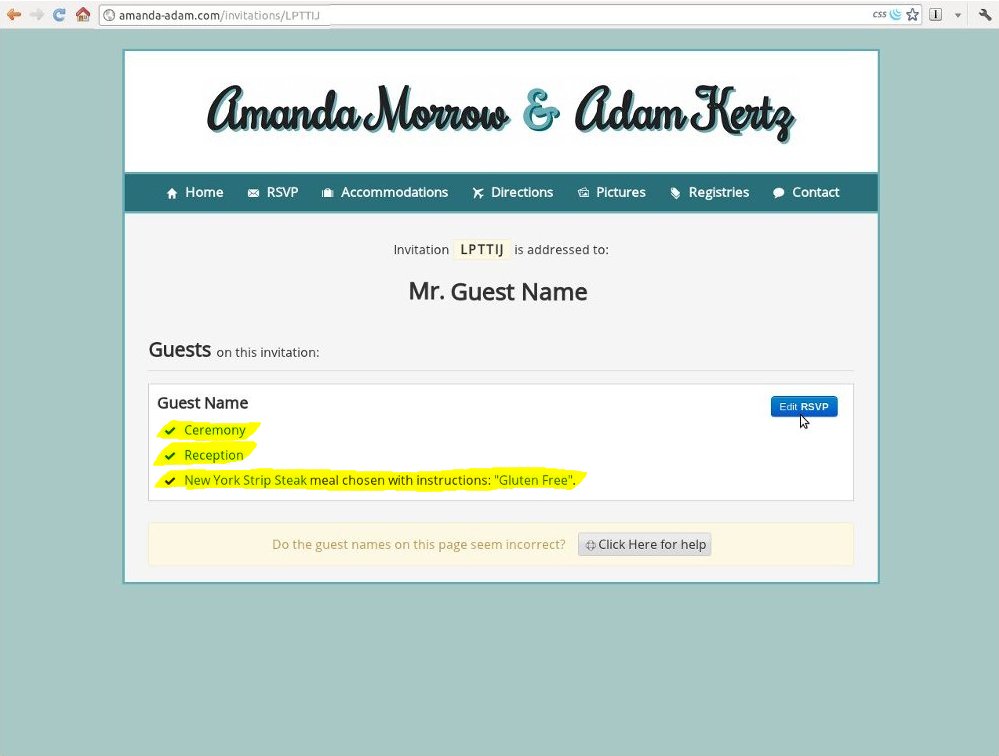 amanda-adam.com/invitations/LPTTIJ css
Amanda Morrow & Adam Kertz
Home RSVP Accommodations Directions Pictures Registries Contact
Invitation LPTTIJ is addressed to:
Mr. Guest Name
Guests on this invitation:
Guest Name
Edit RSVP
Ceremony
Reception
New York Strip Steak meal chosen with instructions: "Gluten Free".
Do the guest names on this page seem incorrect? Click Here for help